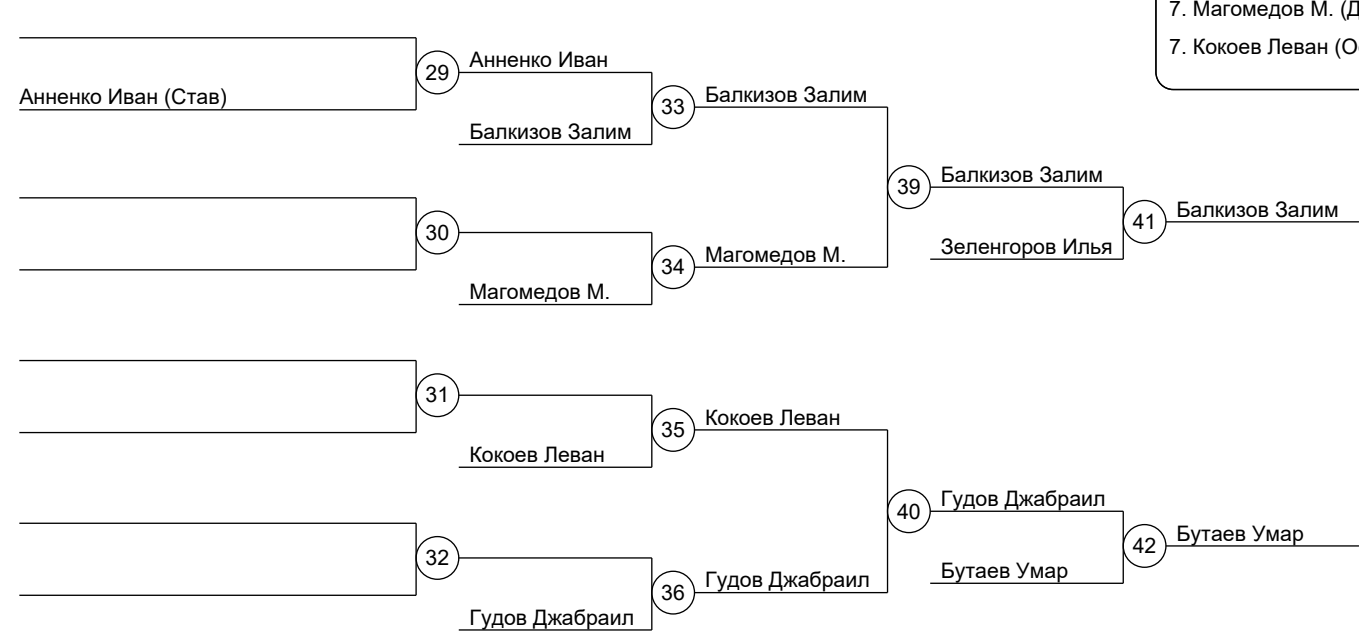 7. Магомедов М. (Д
7. Кокоев Леван (О
29
Анненко Иван
Анненко Иван (Став)
33
Балкизов Залим
Балкизов Залим
39
Балкизов Залим
41
Балкизов Залим
30
34
Магомедов М.
Зеленгоров Илья
Магомедов М.
31
35
Кокоев Леван
Кокоев Леван
40
Гудов Джабраил
42
Бутаев Умар
32
Бутаев Умар
36
Гудов Джабраил
Гудов Джабраил